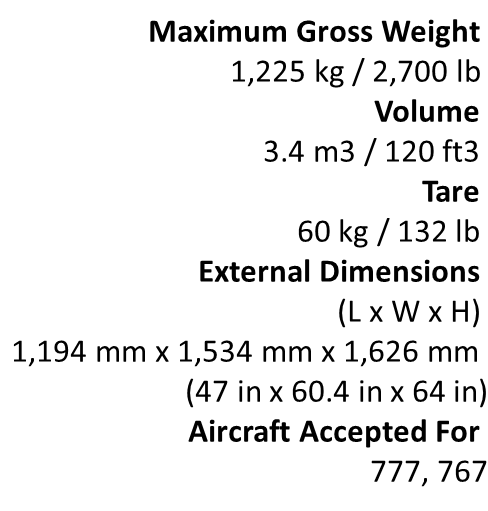 Maximum Gross Weight
1,225 kg / 2,700 lb
Volume
3.4 m3 / 120 ft3
Tare
60 kg / 132 lb
External Dimensions
(L x W x H)
1,194 mm x 1,534 mm x 1,626 mm
(47 in x 60.4 in x 64 in)
Aircraft Accepted For
777, 767